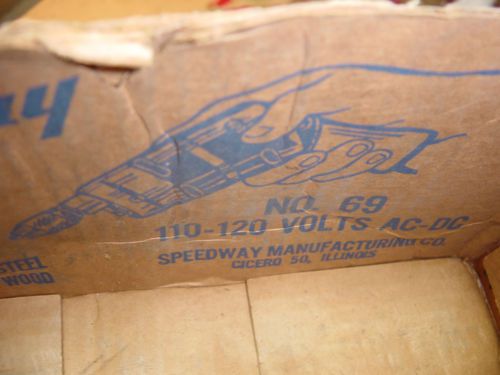 NO. 69
110-120 VOLTS AC-DC
SPEEDWAY MANUFACTURING CO.
CICERO 50, ILLINOIS
STEEL
WOOD